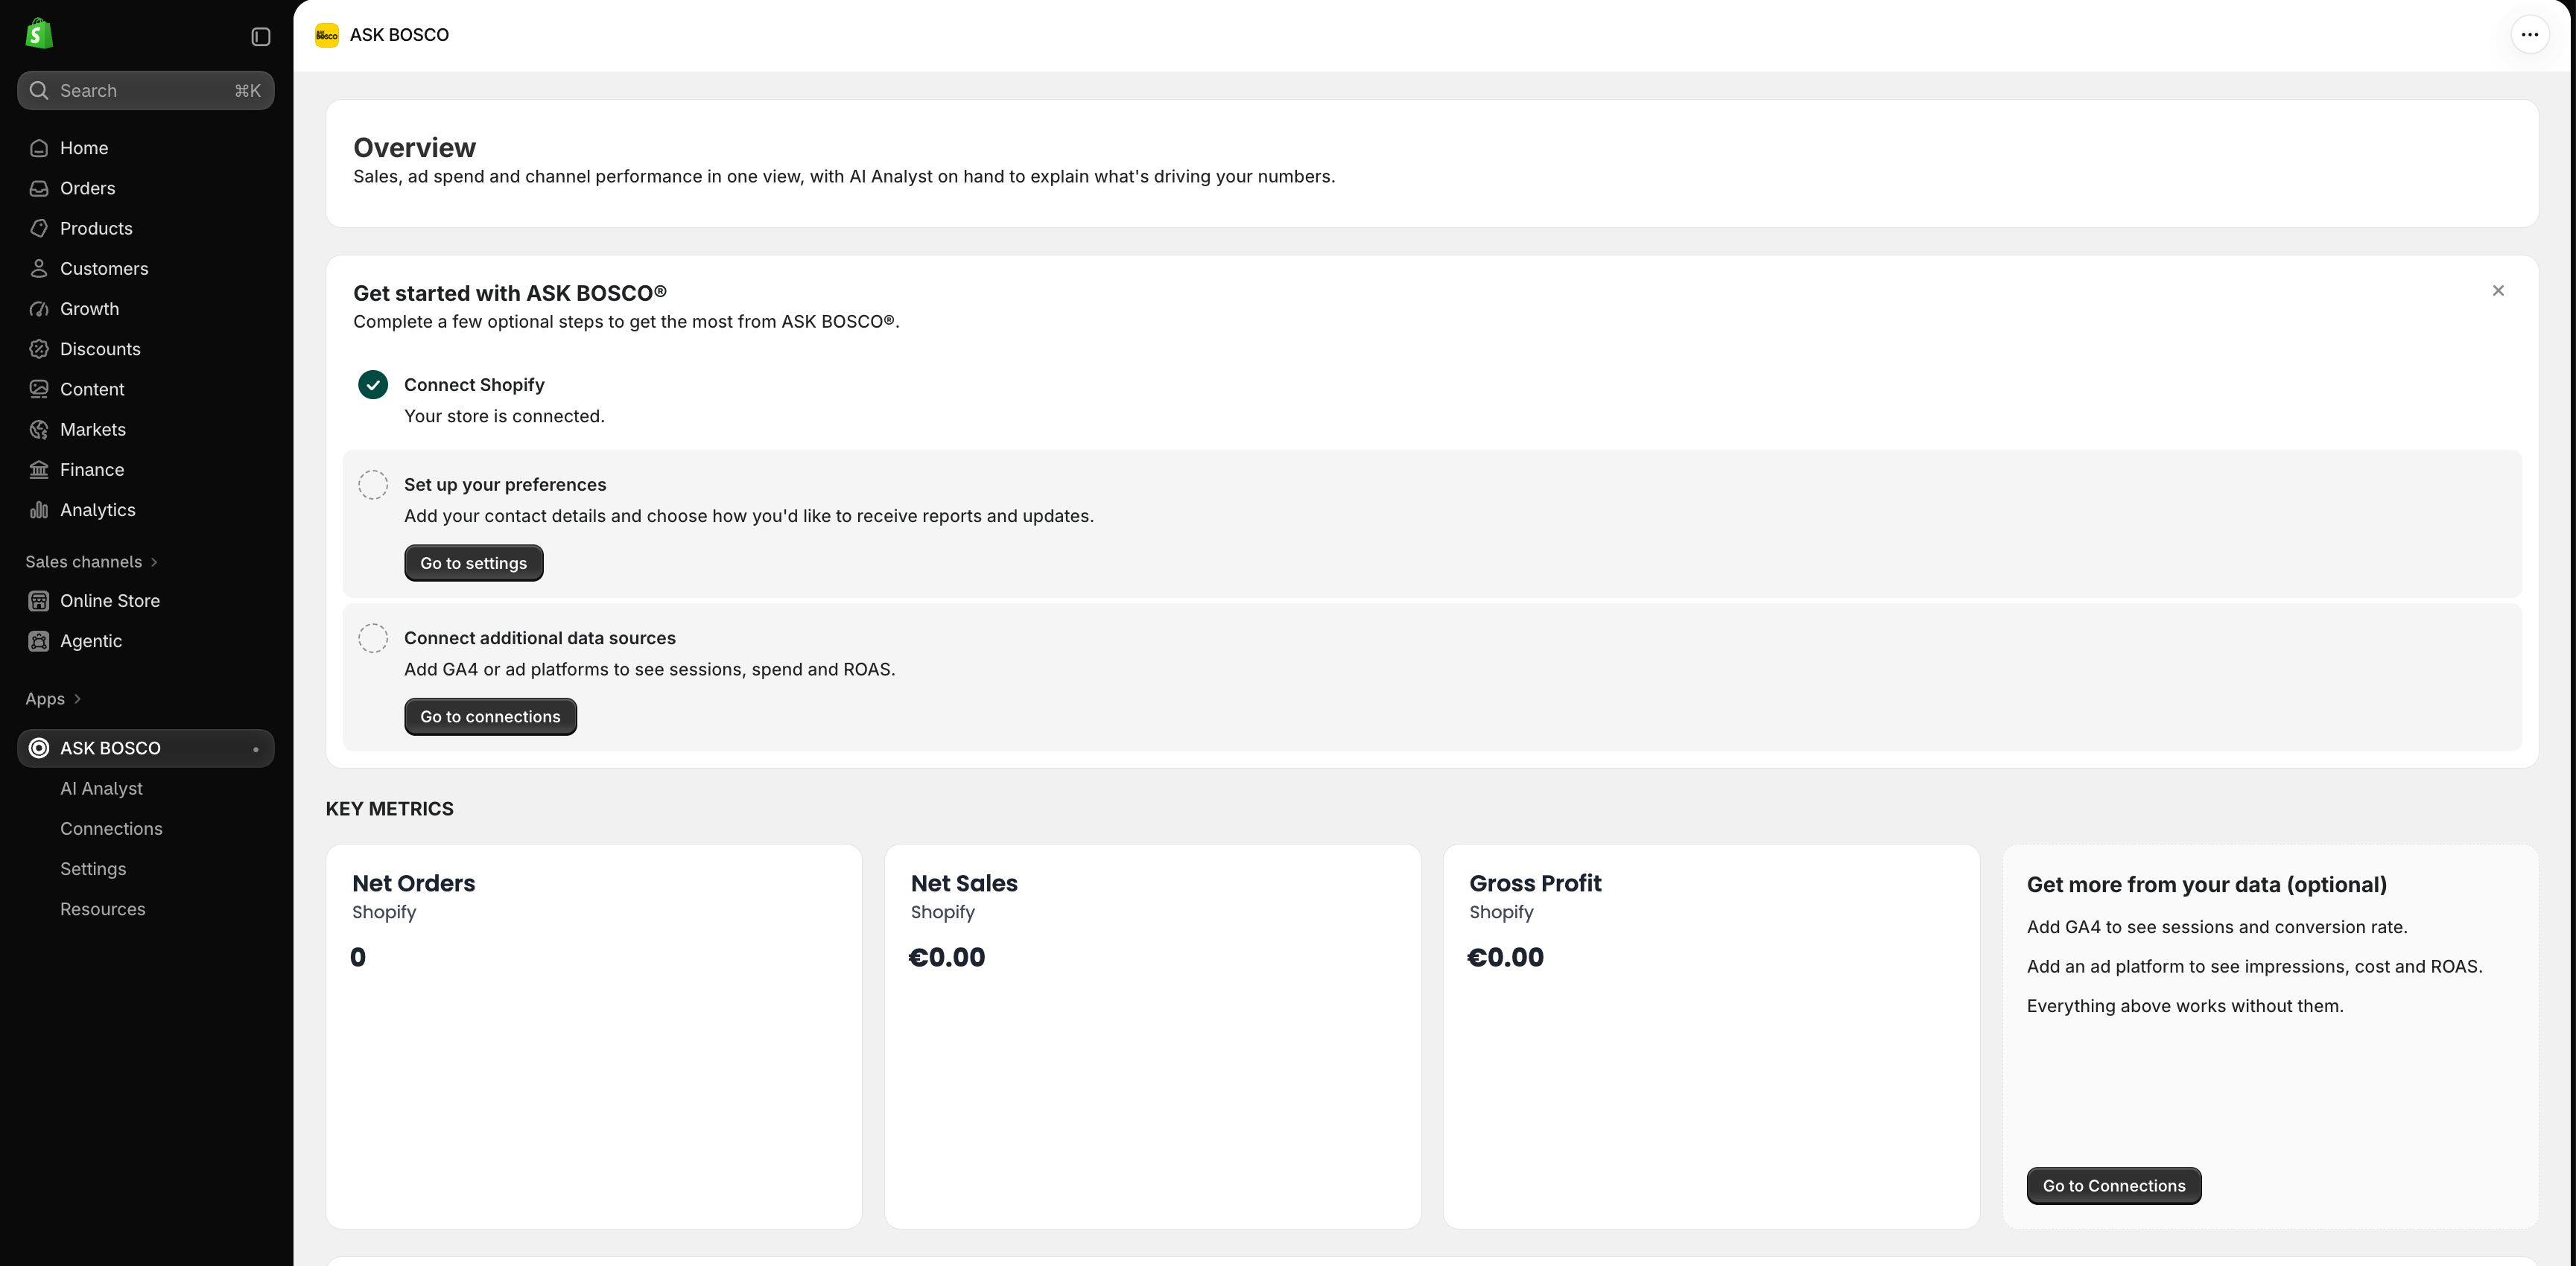 Search
⌘K
Home
Orders
Products
Customers
Growth
Discounts
Content
Markets
Finance
Analytics
Sales channels
Online Store
Agentic
Apps
ASK BOSCO
AI Analyst
Connections
Settings
Resources
ASK BOSCO
ASK BOSCO
Overview
Sales, ad spend and channel performance in one view, with AI Analyst on hand to explain what's driving your numbers.
Get started with ASK BOSCO®
Complete a few optional steps to get the most from ASK BOSCO®.
Connect Shopify
Your store is connected.
Set up your preferences
Add your contact details and choose how you'd like to receive reports and updates.
Go to settings
Connect additional data sources
Add GA4 or ad platforms to see sessions, spend and ROAS.
Go to connections
KEY METRICS
Net Orders
Shopify
0
Net Sales
Shopify
€0.00
Gross Profit
Shopify
€0.00
Get more from your data (optional)
Add GA4 to see sessions and conversion rate.
Add an ad platform to see impressions, cost and ROAS.
Everything above works without them.
Go to Connections